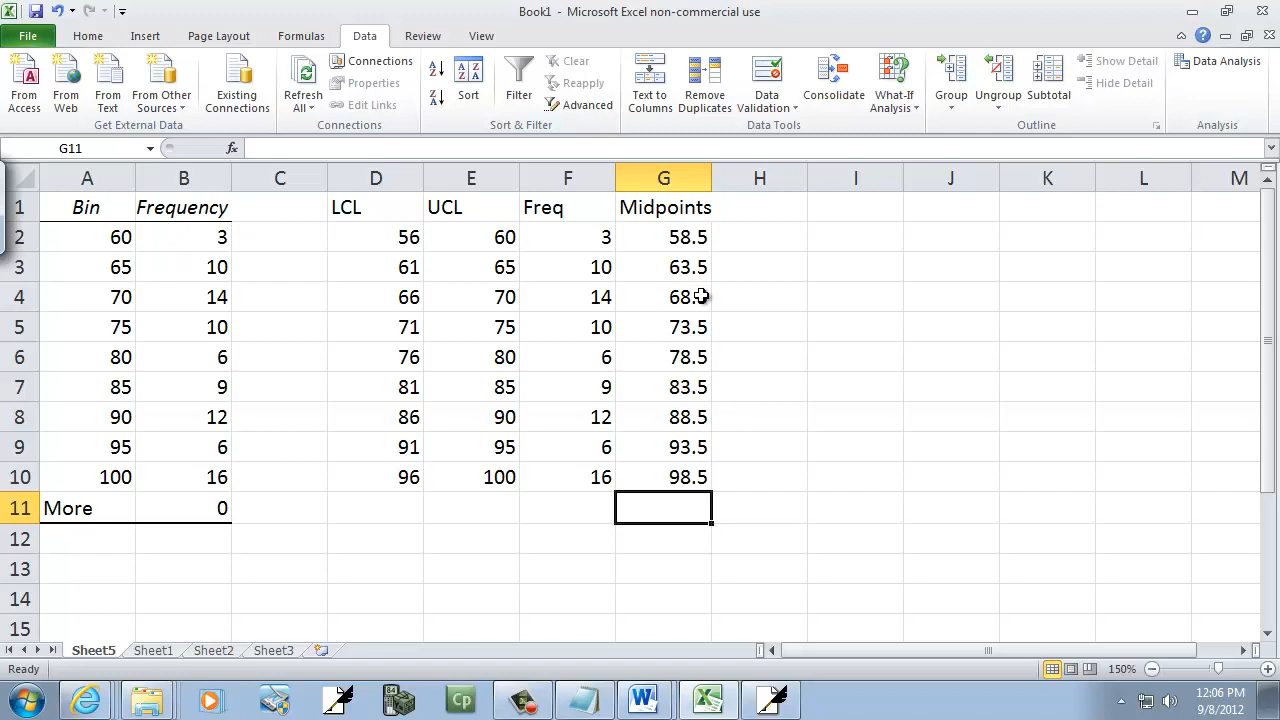 Book1 - Microsoft Excel non-commercial use
File Home Insert Page Layout Formulas Data Review View
From Access
From Web
From Text
From Other Sources
Existing Connections
Get External Data
Refresh All
Connections
Properties
Edit Links
Connections
Sort
Filter
Clear
Reapply
Advanced
Sort & Filter
Text to Columns
Remove Duplicates
Data Validation
Consolidate
What-If Analysis
Data Tools
Group
Ungroup
Subtotal
Show Detail
Hide Detail
Outline
Data Analysis
Analysis
G11 fx
A B C D E F G H I J K L M
1 Bin Frequency LCL UCL Freq Midpoints
2 60 3 56 60 3 58.5
3 65 10 61 65 10 63.5
4 70 14 66 70 14 68.
5 75 10 71 75 10 73.5
6 80 6 76 80 6 78.5
7 85 9 81 85 9 83.5
8 90 12 86 90 12 88.5
9 95 6 91 95 6 93.5
10 100 16 96 100 16 98.5
11 More 0
12
13
14
15
Sheet5 Sheet1 Sheet2 Sheet3
Ready 150%
84
Cp
12:06 PM
9/8/2012